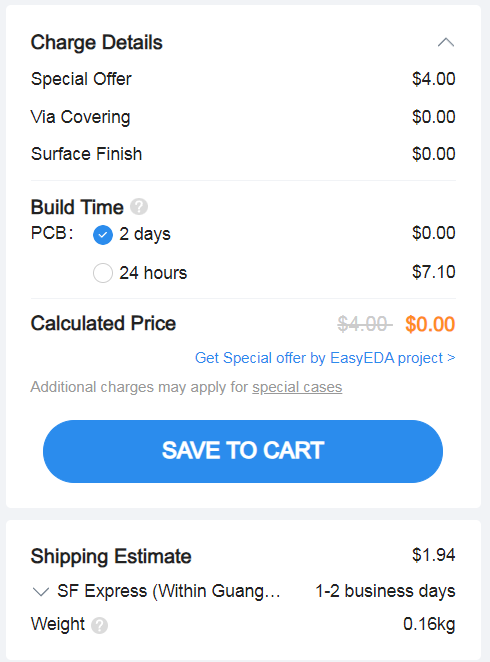 Charge Details
Special Offer $4.00
Via Covering $0.00
Surface Finish $0.00
Build Time ?
PCB: 2 days $0.00
24 hours $7.10
Calculated Price $4.00 $0.00
Get Special offer by EasyEDA project >
Additional charges may apply for special cases
SAVE TO CART
Shipping Estimate $1.94
SF Express (Within Guang... 1-2 business days
Weight ? 0.16kg